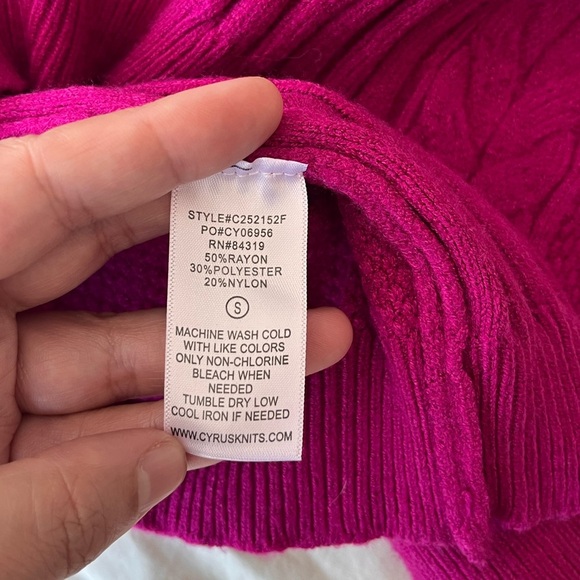 STYLE#C252152F
PO#CY06956
RN#84319
50%RAYON
30%POLYESTER
20%NYLON
S
MACHINE WASH COLD
WITH LIKE COLORS
ONLY NON-CHLORINE
BLEACH WHEN
NEEDED
TUMBLE DRY LOW
COOL IRON IF NEEDED
WWW.CYRUSKNITS.COM